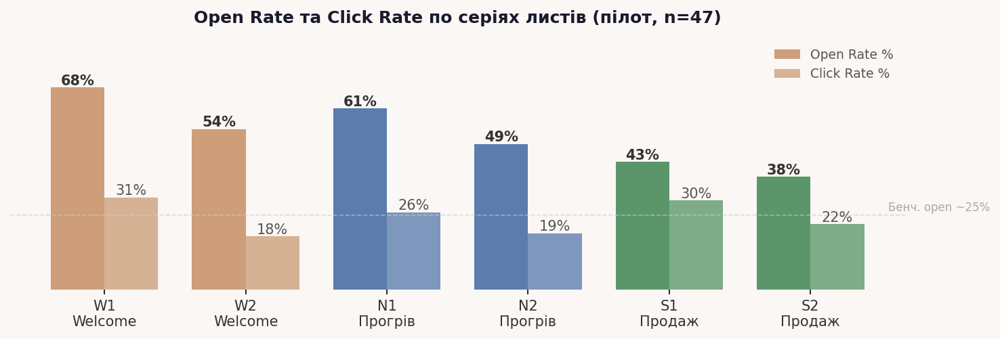 Open Rate та Click Rate по серіях листів (пілот, n=47)
Open Rate %
Click Rate %
68%
31%
54%
18%
61%
26%
49%
19%
43%
30%
38%
22%
Бенч. open ~25%
W1
Welcome
W2
Welcome
N1
Прогрів
N2
Прогрів
S1
Продаж
S2
Продаж